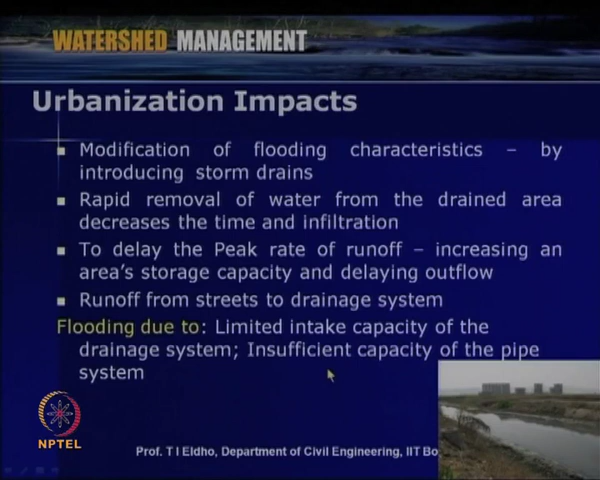 WATERSHED MANAGEMENT
Urbanization Impacts
▪ Modification of flooding characteristics – by
introducing storm drains
▪ Rapid removal of water from the drained area
decreases the time and infiltration
▪ To delay the Peak rate of runoff – increasing an
area's storage capacity and delaying outflow
▪ Runoff from streets to drainage system
Flooding due to: Limited intake capacity of the
drainage system; Insufficient capacity of the pipe
system
NPTEL
Prof. T I Eldho, Department of Civil Engineering, IIT Bo